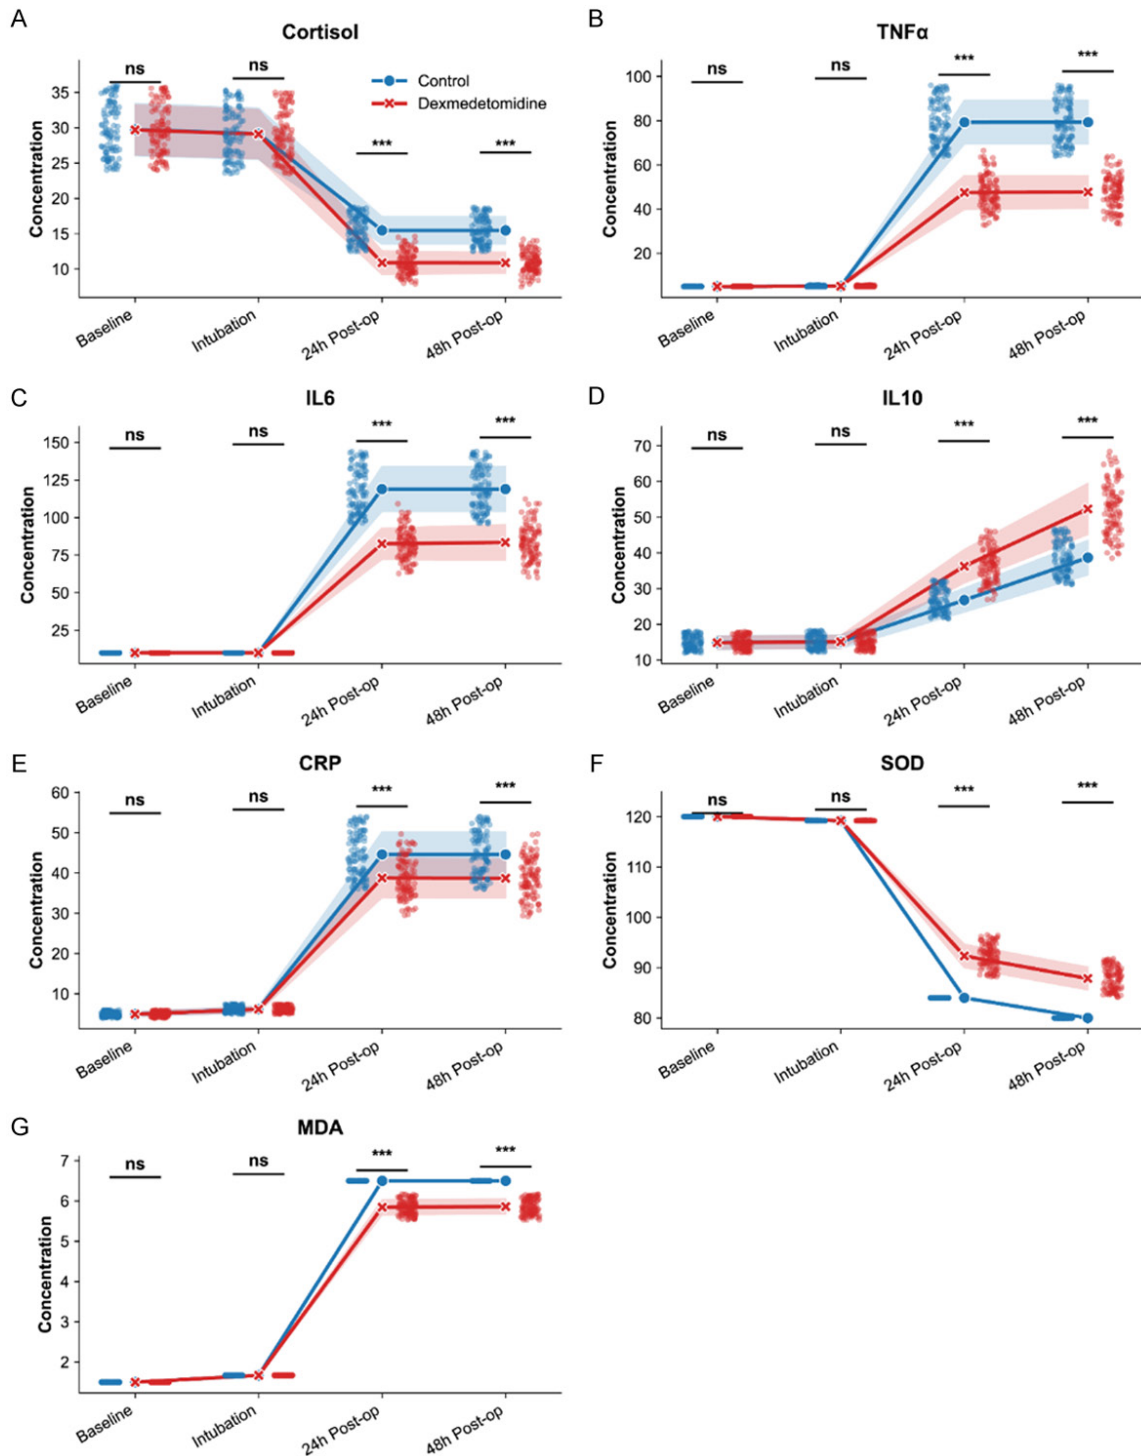 A
Cortisol
ns
ns
***
***
Control
Dexmedetomidine
Concentration
35
30
25
20
15
10
Baseline
Intubation
24h Post-op
48h Post-op
B
TNFα
ns
ns
***
***
Concentration
100
80
60
40
20
Baseline
Intubation
24h Post-op
48h Post-op
C
IL6
ns
ns
***
***
Concentration
150
125
100
75
50
25
Baseline
Intubation
24h Post-op
48h Post-op
D
IL10
ns
ns
***
***
Concentration
70
60
50
40
30
20
10
Baseline
Intubation
24h Post-op
48h Post-op
E
CRP
ns
ns
***
***
Concentration
60
50
40
30
20
10
Baseline
Intubation
24h Post-op
48h Post-op
F
SOD
ns
ns
***
***
Concentration
120
110
100
90
80
Baseline
Intubation
24h Post-op
48h Post-op
G
MDA
ns
ns
***
***
Concentration
7
6
5
4
3
2
Baseline
Intubation
24h Post-op
48h Post-op